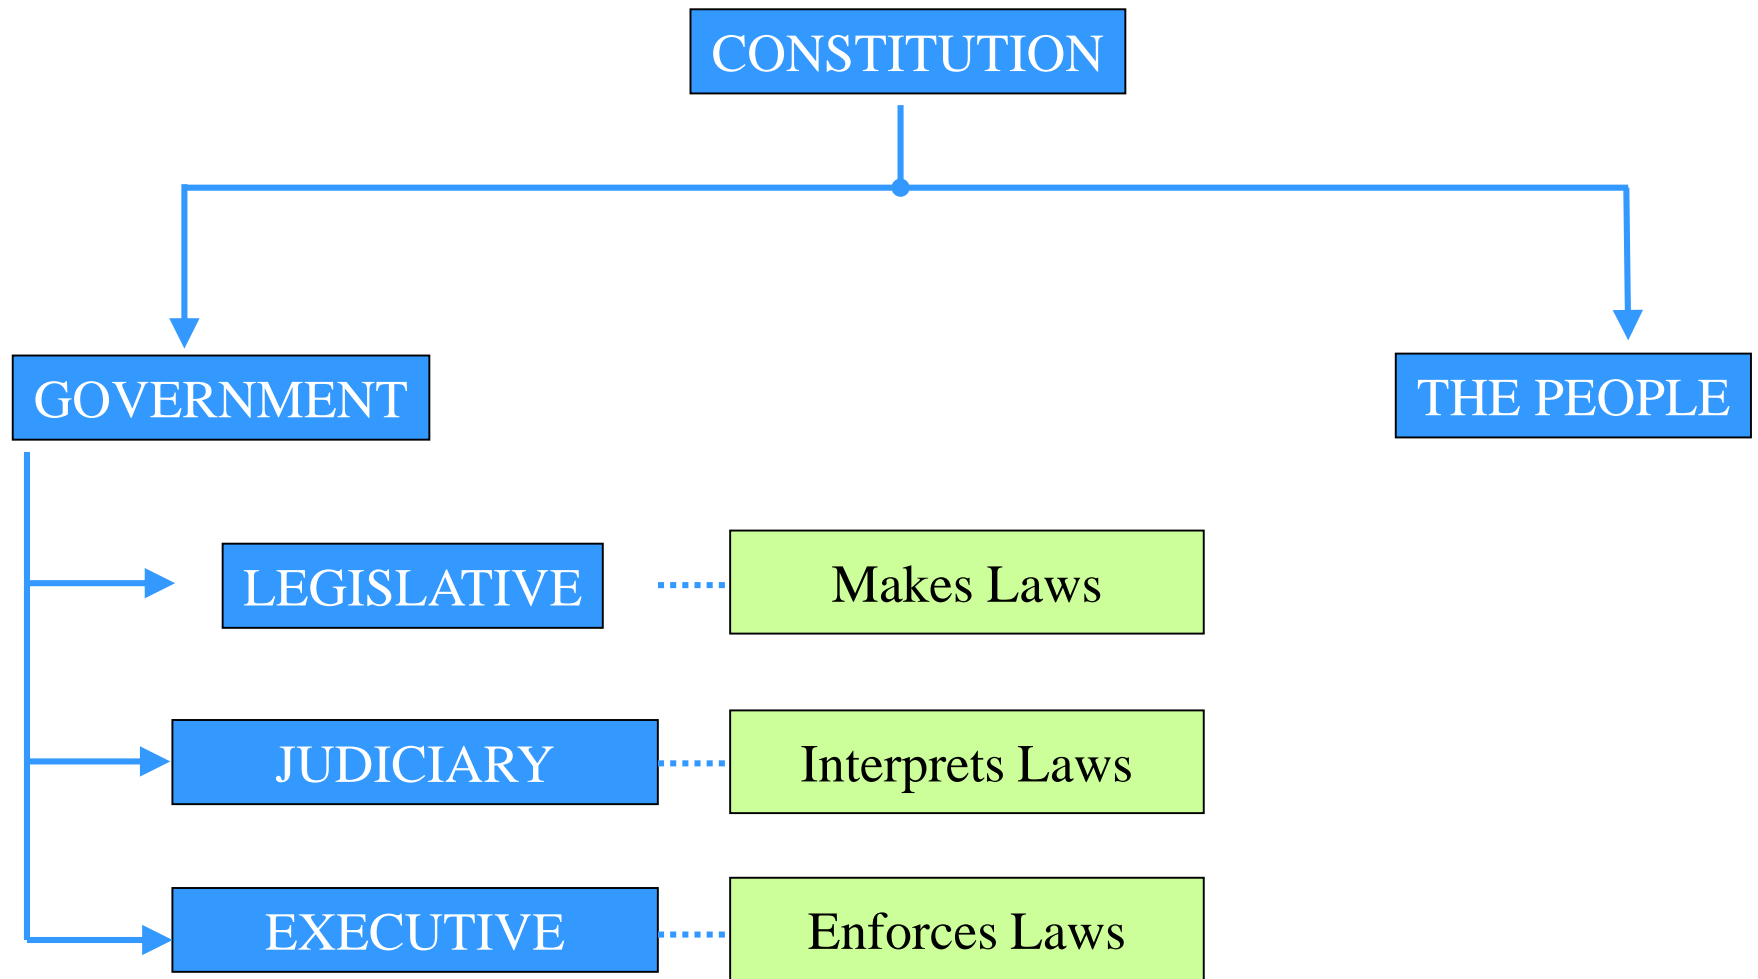 CONSTITUTION
GOVERNMENT
THE PEOPLE
LEGISLATIVE
Makes Laws
JUDICIARY
Interprets Laws
EXECUTIVE
Enforces Laws